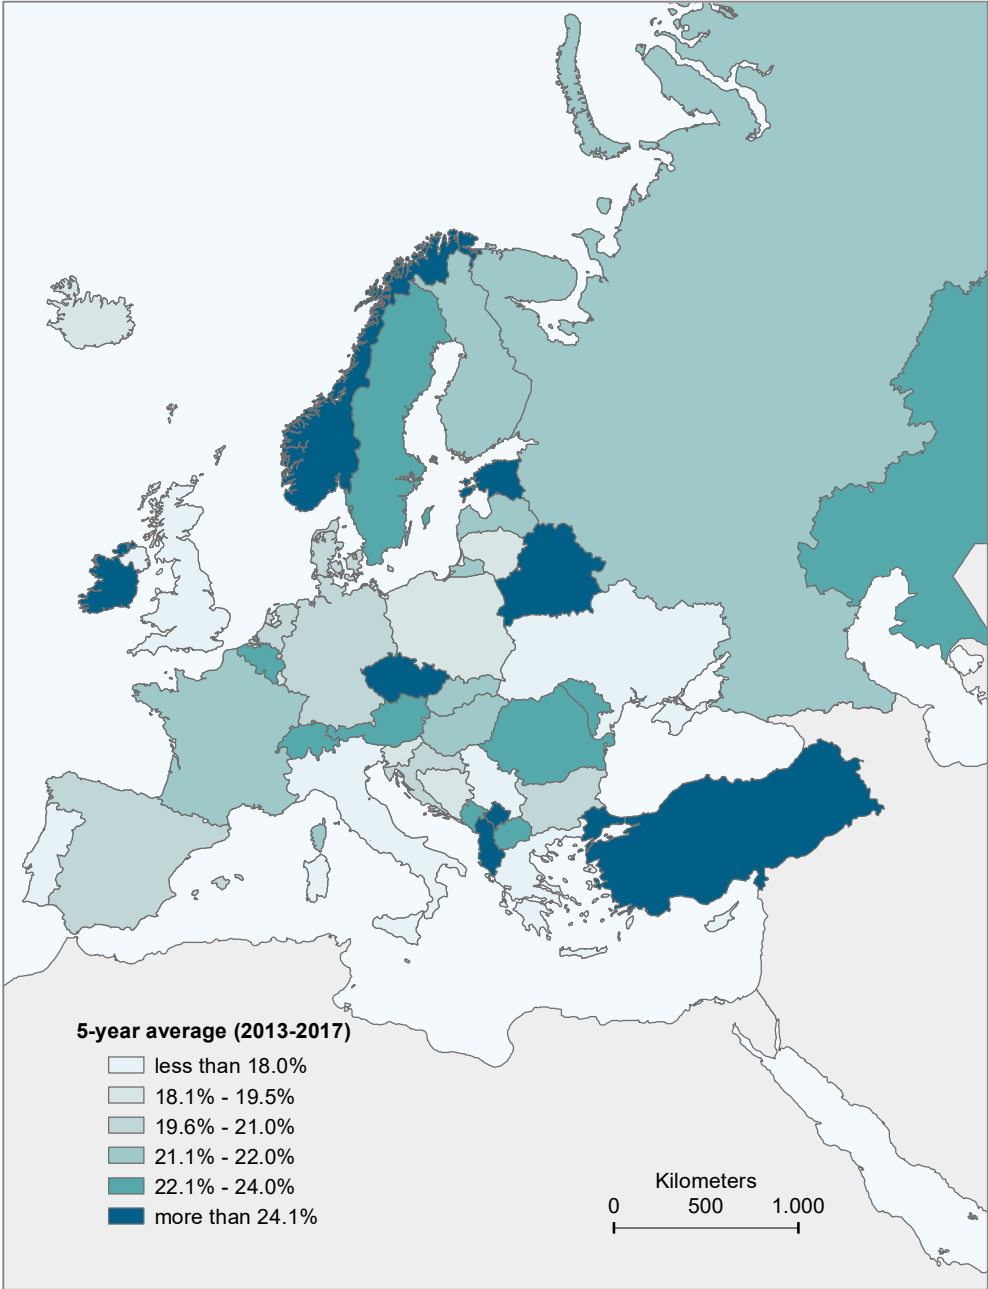 5-year average (2013-2017)
less than 18.0%
18.1% - 19.5%
19.6% - 21.0%
21.1% - 22.0%
22.1% - 24.0%
more than 24.1%
Kilometers
0 500 1.000